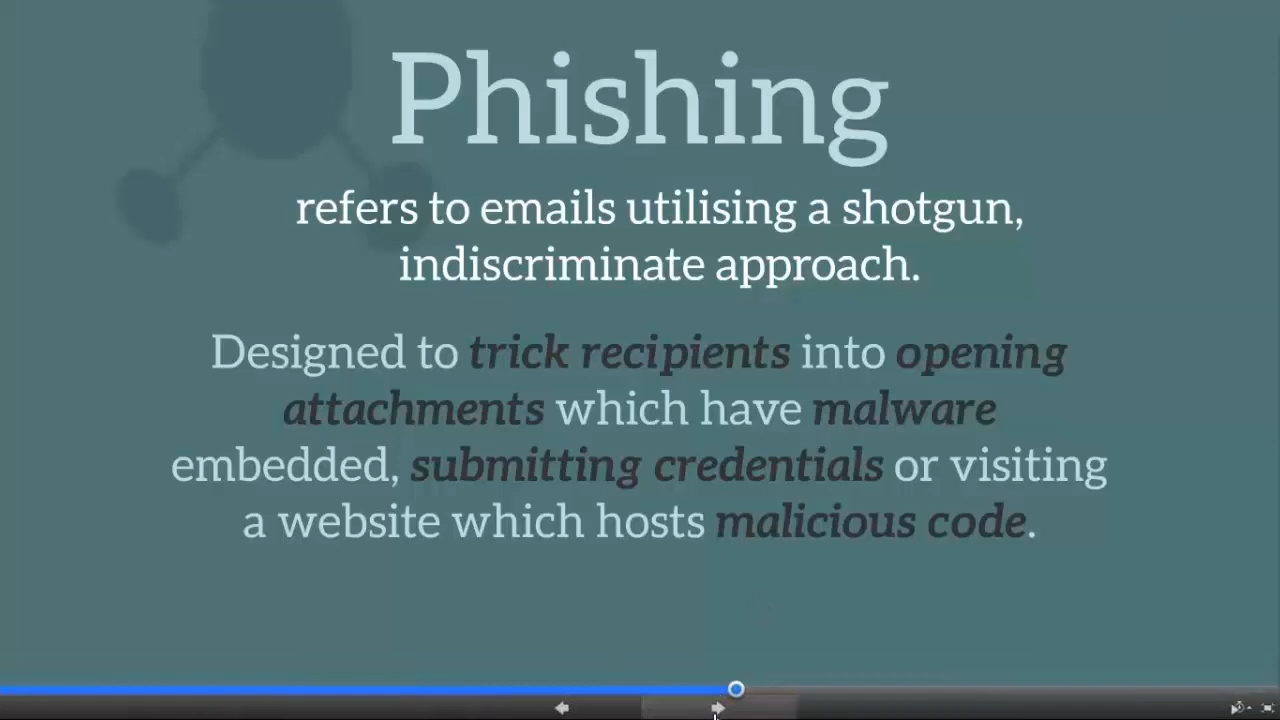 Phishing
refers to emails utilising a shotgun,
indiscriminate approach.
Designed to trick recipients into opening
attachments which have malware
embedded, submitting credentials or visiting
a website which hosts malicious code.